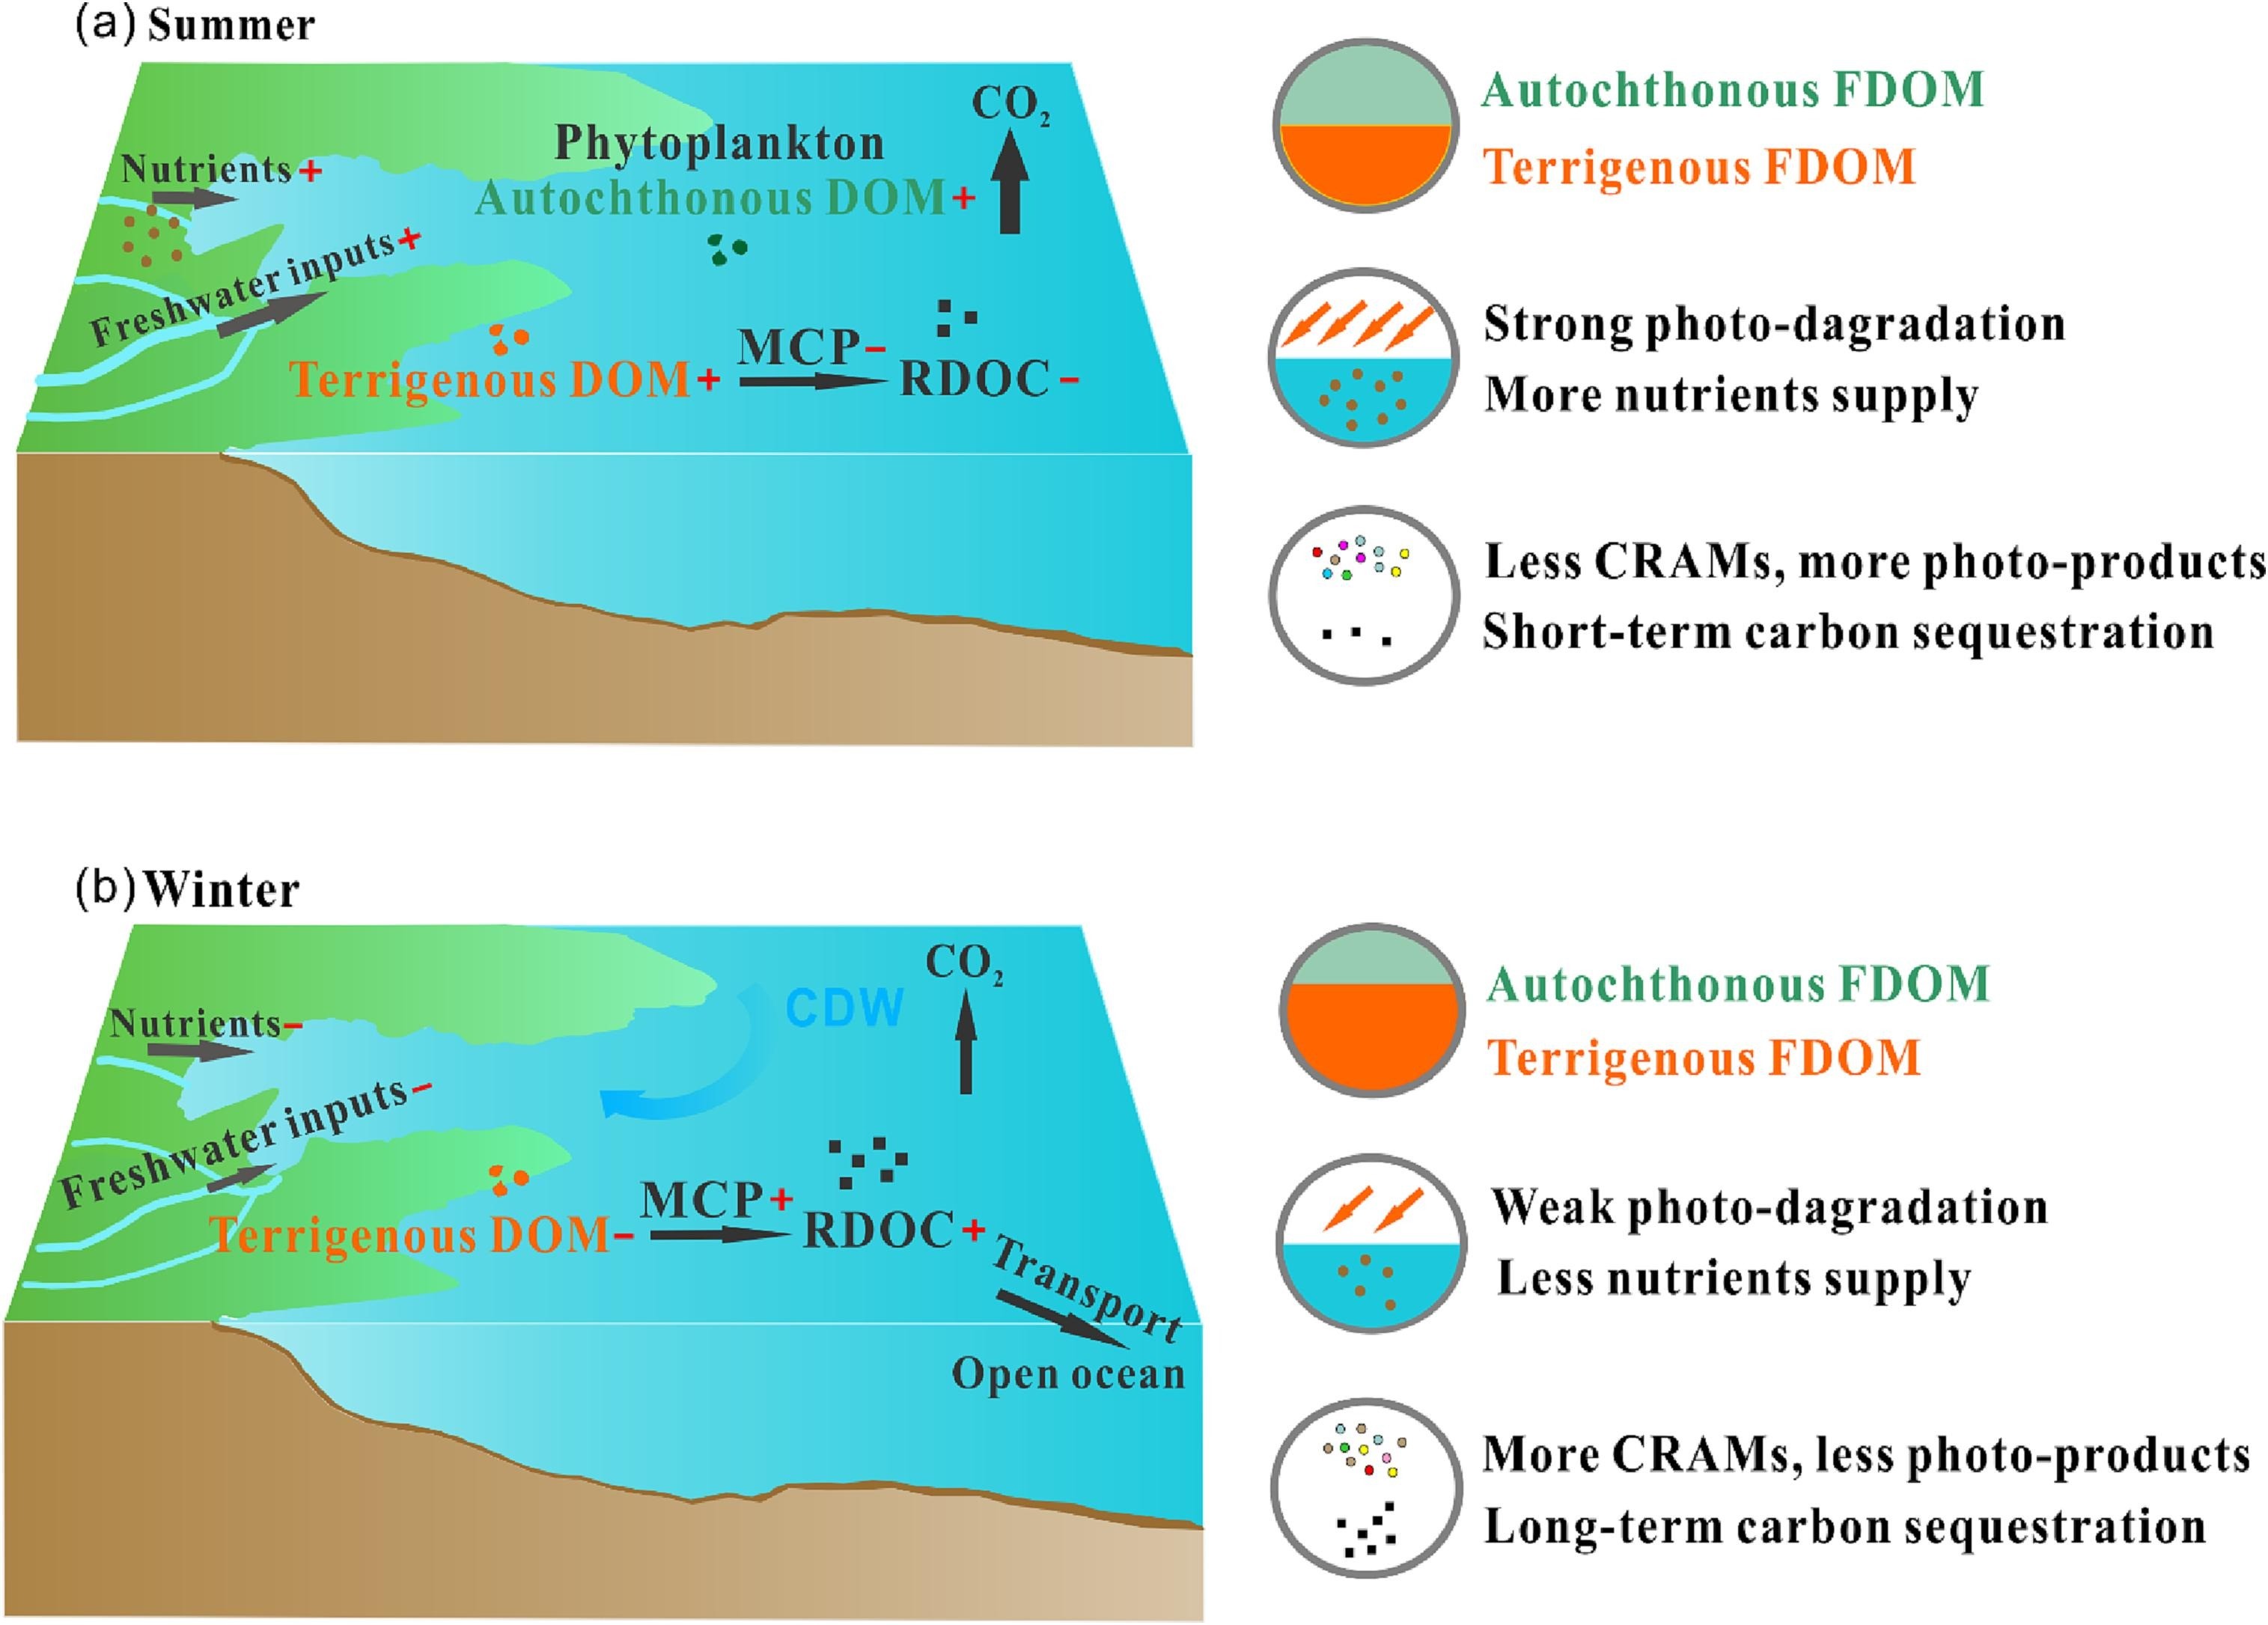 (a) Summer
CO₂
Phytoplankton
Nutrients+
Autochthonous DOM+
Freshwater inputs+
MCP–
Terrigenous DOM+
RDOC–
Autochthonous FDOM
Terrigenous FDOM
Strong photo-dagradation
More nutrients supply
Less CRAMs, more photo-products
Short-term carbon sequestration
(b) Winter
CO₂
CDW
Nutrients–
Freshwater inputs–
MCP+
Terrigenous DOM–
RDOC+
Transport
Open ocean
Autochthonous FDOM
Terrigenous FDOM
Weak photo-dagradation
Less nutrients supply
More CRAMs, less photo-products
Long-term carbon sequestration